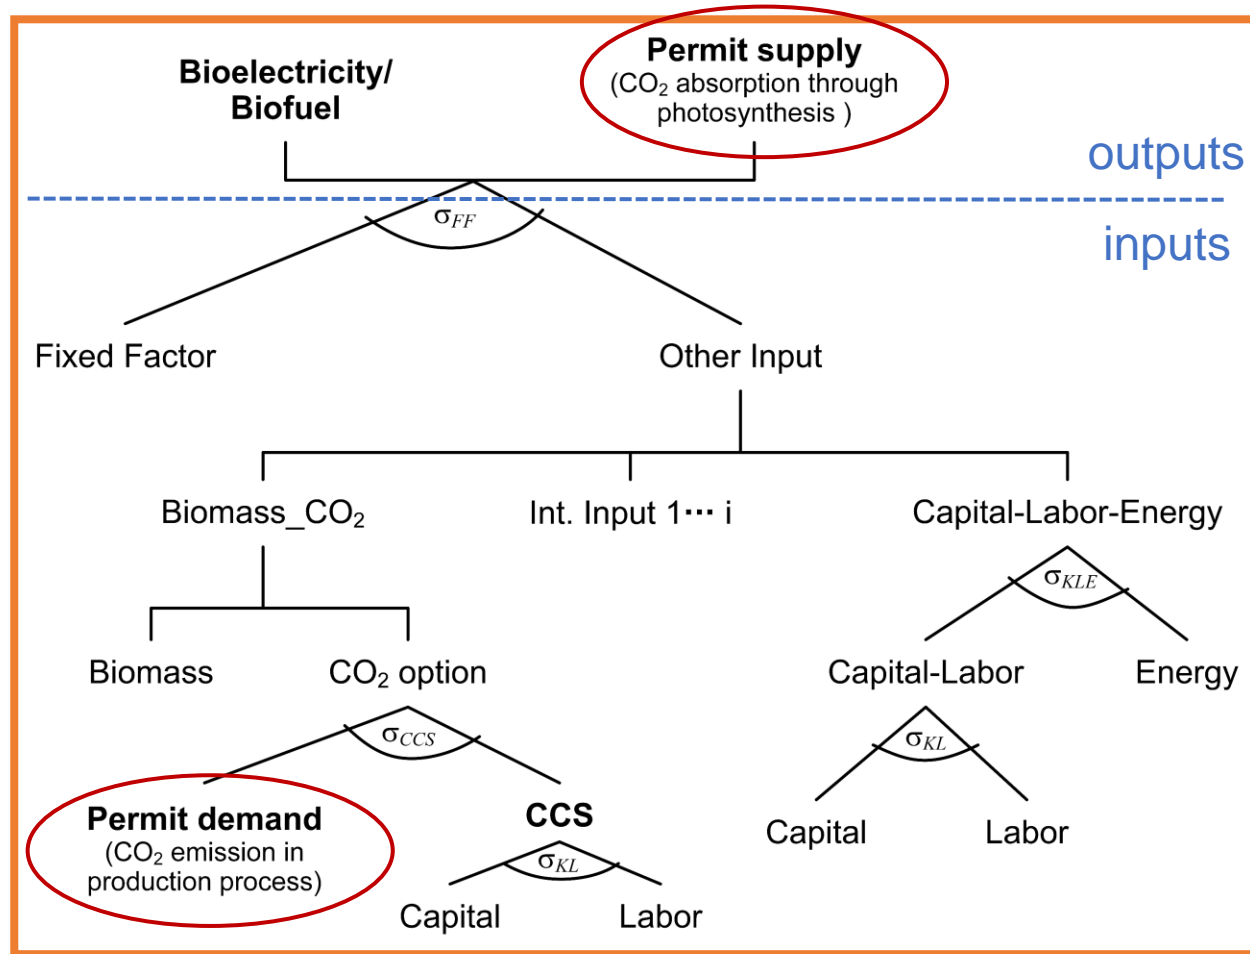 Bioelectricity/
Biofuel
Permit supply
(CO₂ absorption through
photosynthesis )
outputs
inputs
σFF
Fixed Factor
Other Input
Biomass_CO₂
Int. Input 1··· i
Capital-Labor-Energy
σKLE
Biomass
CO₂ option
Capital-Labor
Energy
σCCS
σKL
Permit demand
(CO₂ emission in
production process)
CCS
Capital
Labor
σKL
Capital
Labor